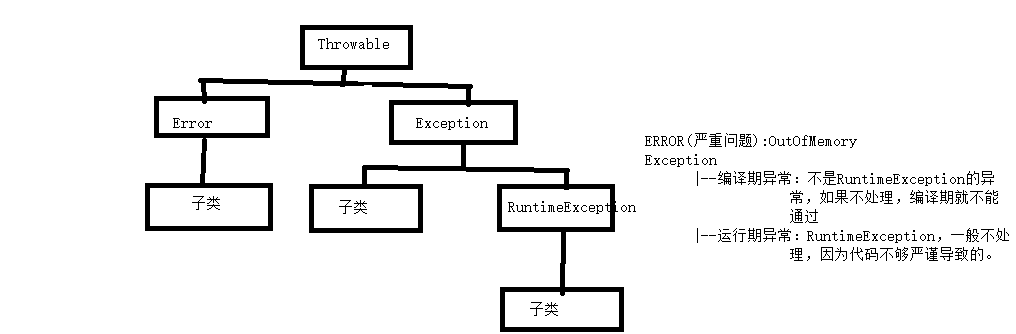 Throwable
Error
Exception
子类
子类
RuntimeException
子类
ERROR(严重问题):OutOfMemory
Exception
|--编译期异常：不是RuntimeException的异
常，如果不处理，编译期就不能
通过
|--运行期异常：RuntimeException，一般不处
理，因为代码不够严谨导致的。